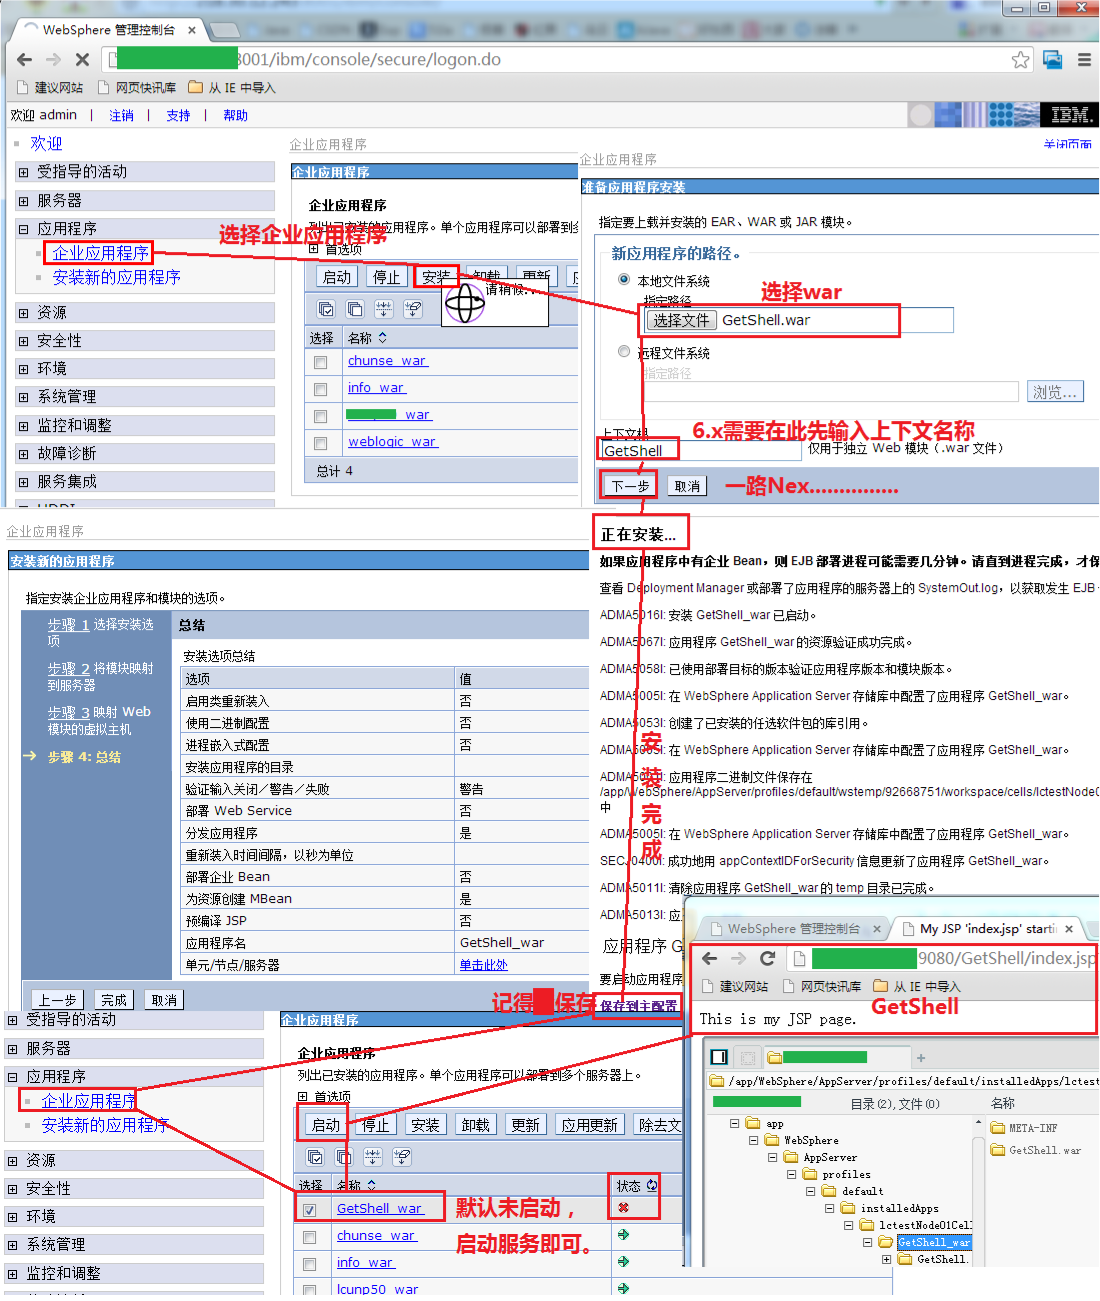 WebSphere 管理控制台
8001/ibm/console/secure/logon.do
建议网站 网页快讯库 从 IE 中导入
欢迎 admin | 注销 | 支持 | 帮助
IBM.
关闭页面
欢迎
受指导的活动
服务器
应用程序
企业应用程序
安装新的应用程序
资源
安全性
环境
系统管理
监控和调整
故障诊断
服务集成
UDDI
选择企业应用程序
企业应用程序
企业应用程序
企业应用程序
列出已安装的应用程序。单个应用程序可以部署到多
首选项
启动 停止 安装 卸载 更新
请稍候...
选择 名称
chunse_war
info_war
_war
weblogic_war
总计 4
企业应用程序
准备应用程序安装
指定要上载并安装的 EAR、WAR 或 JAR 模块。
新应用程序的路径。
本地文件系统
选择war
指定路径
选择文件 GetShell.war
远程文件系统
指定路径
浏览...
6.x需要在此先输入上下文名称
上下文根
GetShell 仅用于独立 Web 模块（.war 文件）
下一步 取消 一路Nex...............
企业应用程序
安装新的应用程序
指定安装企业应用程序和模块的选项。
步骤 1 选择安装选
项
步骤 2 将模块映射
到服务器
步骤 3 映射 Web
模块的虚拟主机
步骤 4: 总结
总结
安装选项总结
选项 值
启用类重新装入 否
使用二进制配置 否
进程嵌入式配置 否
安装应用程序的目录
验证输入关闭／警告／失败 警告
部署 Web Service 否
分发应用程序 是
重新装入时间间隔，以秒为单位
部署企业 Bean 否
为资源创建 MBean 是
预编译 JSP 否
应用程序名 GetShell_war
单元/节点/服务器 单击此处
上一步 完成 取消
正在安装...
如果应用程序中有企业 Bean，则 EJB 部署进程可能需要几分钟。请直到进程完成，才保
查看 Deployment Manager 或部署了应用程序的服务器上的 SystemOut.log，以获取发生 EJB
ADMA5016I: 安装 GetShell_war 已启动。
ADMA5067I: 应用程序 GetShell_war 的资源验证成功完成。
ADMA5058I: 已使用部署目标的版本验证应用程序版本和模块版本。
ADMA5005I: 在 WebSphere Application Server 存储库中配置了应用程序 GetShell_war。
ADMA5053I: 创建了已安装的任选软件包的库引用。
ADMA5005I: 在 WebSphere Application Server 存储库中配置了应用程序 GetShell_war。
应用程序二进制文件保存在
/app/WebSphere/AppServer/profiles/default/wstemp/92668751/workspace/cells/lctestNode0
中
ADMA5005I: 在 WebSphere Application Server 存储库中配置了应用程序 GetShell_war。
SECJ0400I: 成功地用 appContextIDForSecurity 信息更新了应用程序 GetShell_war。
ADMA5011I: 清除应用程序 GetShell_war 的 temp 目录已完成。
ADMA5013I: 应
应用程序 G
要启动应用程序
安
装
完
成
记得 保存 保存到主配置
受指导的活动
服务器
应用程序
企业应用程序
安装新的应用程序
资源
安全性
环境
系统管理
监控和调整
企业应用程序
企业应用程序
列出已安装的应用程序。单个应用程序可以部署到多个服务器上。
首选项
启动 停止 安装 卸载 更新 应用更新 除去文
选择 名称 状态
GetShell_war
chunse_war
info_war
lcunp50_war
默认未启动，
启动服务即可。
WebSphere 管理控制台 My JSP 'index.jsp' starti
9080/GetShell/index.jsp
建议网站 网页快讯库 从 IE 中导入
GetShell
This is my JSP page.
/app/WebSphere/AppServer/profiles/default/installedApps/lctest
目录(2),文件(0) 名称
app
WebSphere
AppServer
profiles
default
installedApps
lctestNode01Cell
GetShell_war
GetShell.
META-INF
GetShell.war